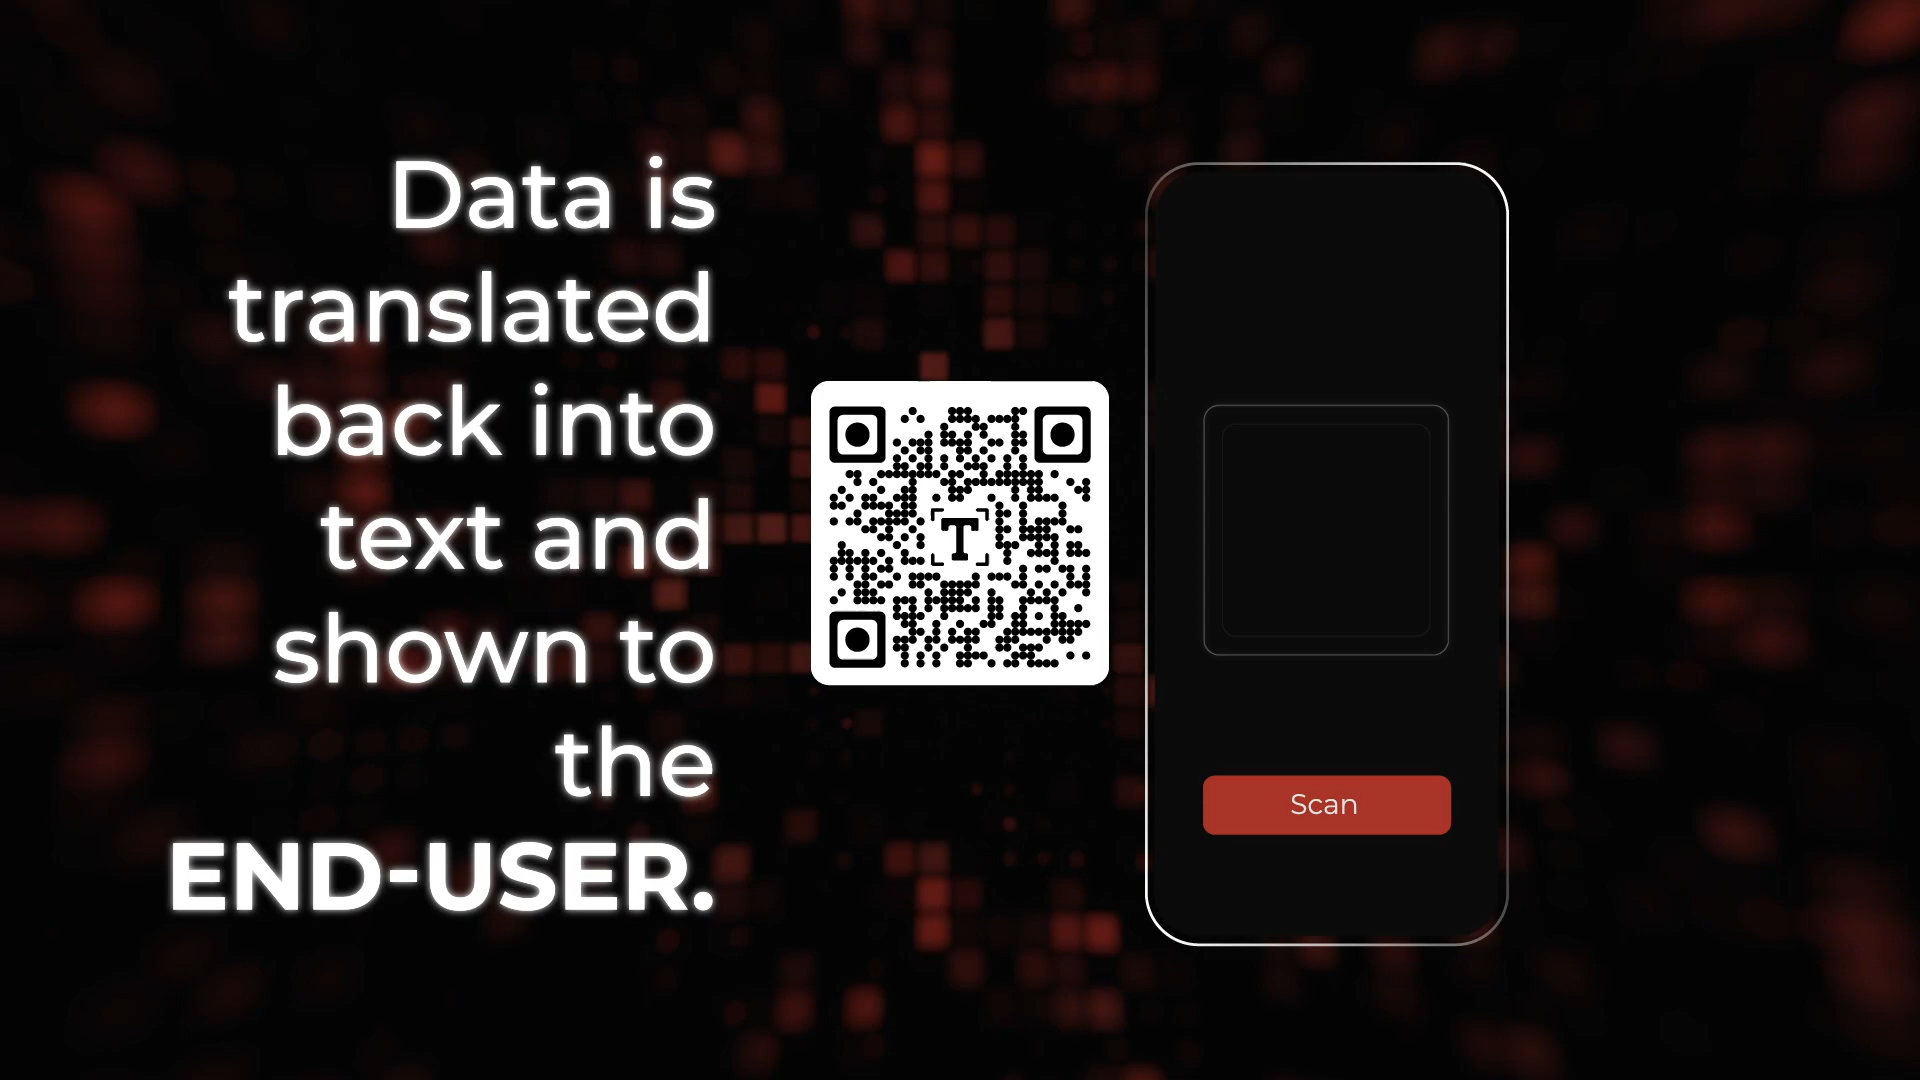 Data is
translated
back into
text and
shown to
the
END-USER.
T
Scan